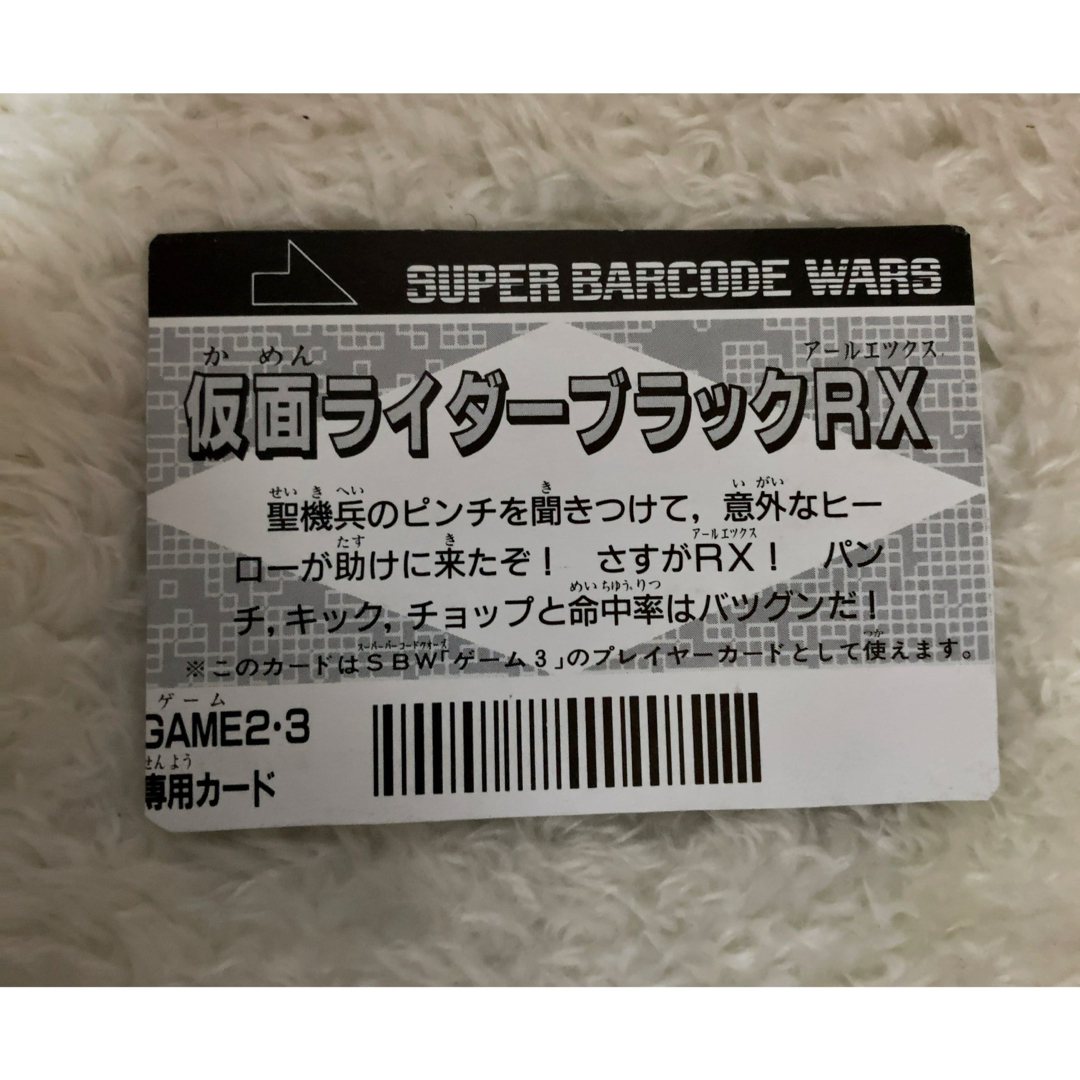 SUPER BARCODE WARS
かめん アールエックス
仮面ライダーブラックRX
せいきへい き いがい
聖機兵のピンチを聞きつけて，意外なヒー
たす き アールエックス
ローが助けに来たぞ！ さすがRX！ パン
めいちゅうりつ
チ，キック，チョップと命中率はバツグンだ！
スーパーバーコードウォーズ つか
※このカードはSBW「ゲーム3」のプレイヤーカードとして使えます。
ゲーム
GAME2・3
せんよう
専用カード